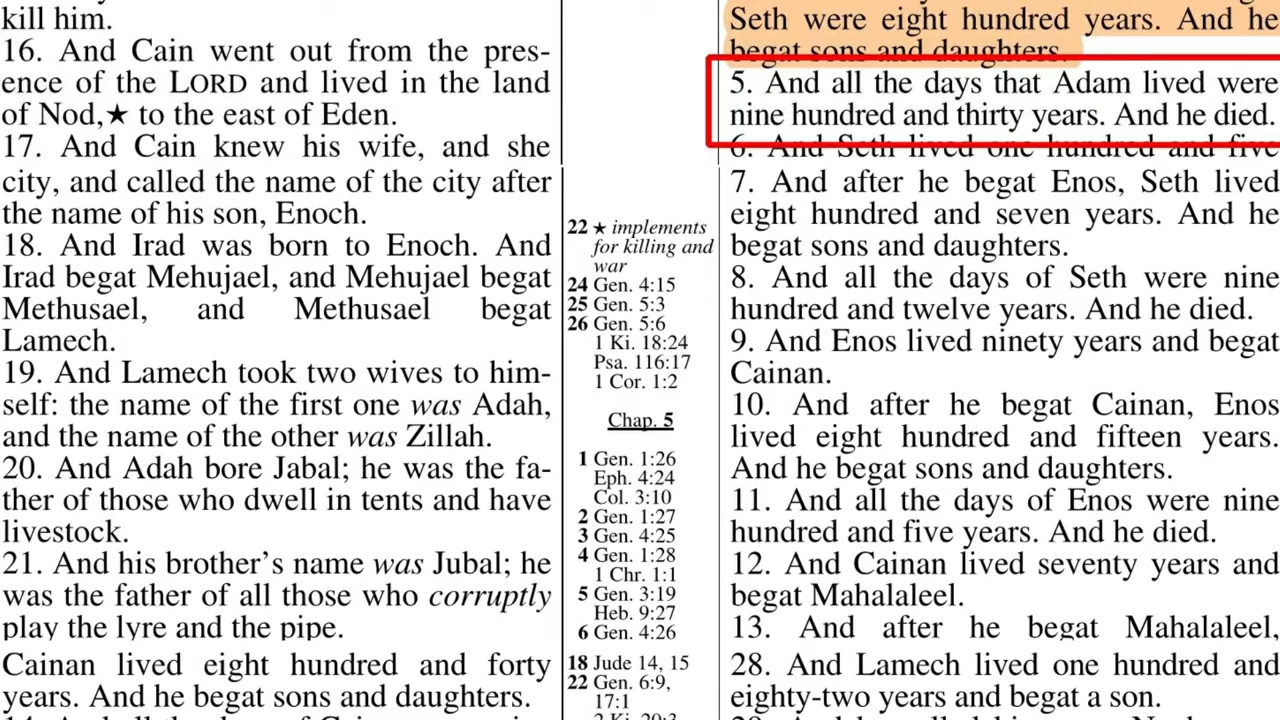 kill him.
16. And Cain went out from the pres-
ence of the LORD and lived in the land
of Nod,★ to the east of Eden.
17. And Cain knew his wife, and she
city, and called the name of the city after
the name of his son, Enoch.
18. And Irad was born to Enoch. And
Irad begat Mehujael, and Mehujael begat
Methusael, and Methusael begat
Lamech.
19. And Lamech took two wives to him-
self: the name of the first one was Adah,
and the name of the other was Zillah.
20. And Adah bore Jabal; he was the fa-
ther of those who dwell in tents and have
livestock.
21. And his brother’s name was Jubal; he
was the father of all those who corruptly
play the lyre and the pipe.
Cainan lived eight hundred and forty
years. And he begat sons and daughters.
22 ★ implements
for killing and
war
24 Gen. 4:15
25 Gen. 5:3
26 Gen. 5:6
1 Ki. 18:24
Psa. 116:17
1 Cor. 1:2
Chap. 5
1 Gen. 1:26
Eph. 4:24
Col. 3:10
2 Gen. 1:27
3 Gen. 4:25
4 Gen. 1:28
1 Chr. 1:1
5 Gen. 3:19
Heb. 9:27
6 Gen. 4:26
18 Jude 14, 15
22 Gen. 6:9,
17:1
2 Ki. 20:3
Seth were eight hundred years. And he
begat sons and daughters.
5. And all the days that Adam lived were
nine hundred and thirty years. And he died.
6. And Seth lived one hundred and five
7. And after he begat Enos, Seth lived
eight hundred and seven years. And he
begat sons and daughters.
8. And all the days of Seth were nine
hundred and twelve years. And he died.
9. And Enos lived ninety years and begat
Cainan.
10. And after he begat Cainan, Enos
lived eight hundred and fifteen years.
And he begat sons and daughters.
11. And all the days of Enos were nine
hundred and five years. And he died.
12. And Cainan lived seventy years and
begat Mahalaleel.
13. And after he begat Mahalaleel,
28. And Lamech lived one hundred and
eighty-two years and begat a son.